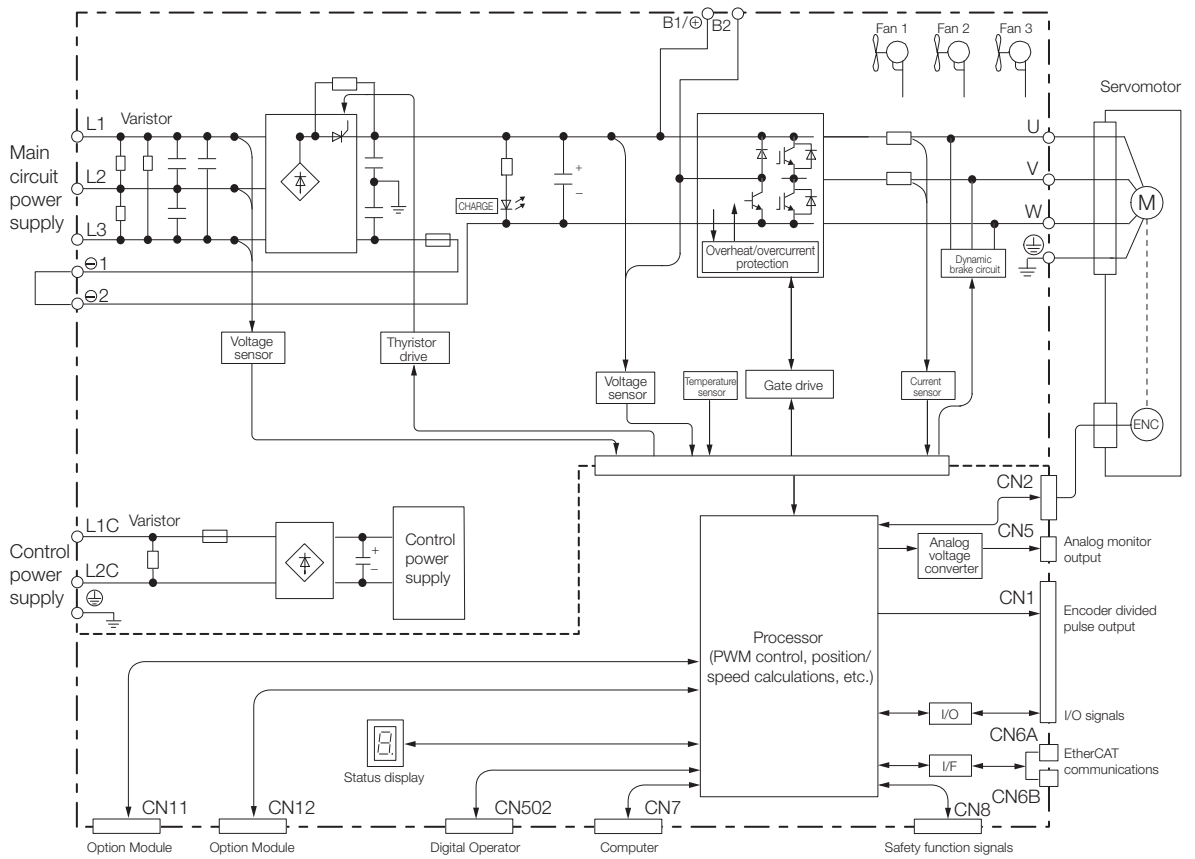 B1/⊕ B2
Fan 1 Fan 2 Fan 3
Servomotor
Main
circuit
power
supply
L1
Varistor
L2
L3
⊖1
⊖2
CHARGE
+
–
Overheat/overcurrent
protection
U
V
W
M
Dynamic
brake circuit
Voltage
sensor
Thyristor
drive
Voltage
sensor
Temperature
sensor
Gate drive
Current
sensor
ENC
Control
power
supply
L1C
Varistor
L2C
+
–
Control
power
supply
CN2
CN5
Analog
voltage
converter
Analog monitor
output
CN1
Encoder divided
pulse output
Processor
(PWM control, position/
speed calculations, etc.)
I/O
I/O signals
CN6A
I/F
EtherCAT
communications
CN6B
8.
Status display
CN11
Option Module
CN12
Option Module
CN502
Digital Operator
CN7
Computer
CN8
Safety function signals